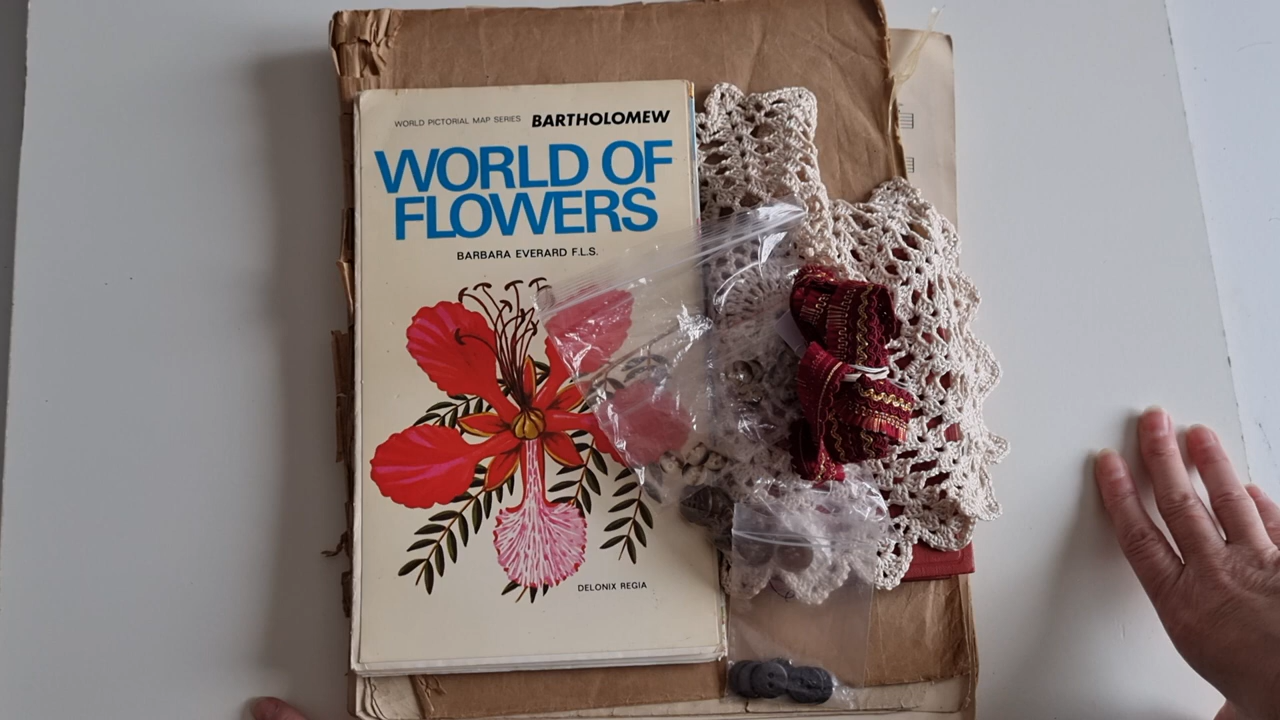 WORLD PICTORIAL MAP SERIES BARTHOLOMEW
WORLD OF
FLOWERS
BARBARA EVERARD F.L.S.
DELONIX REGIA